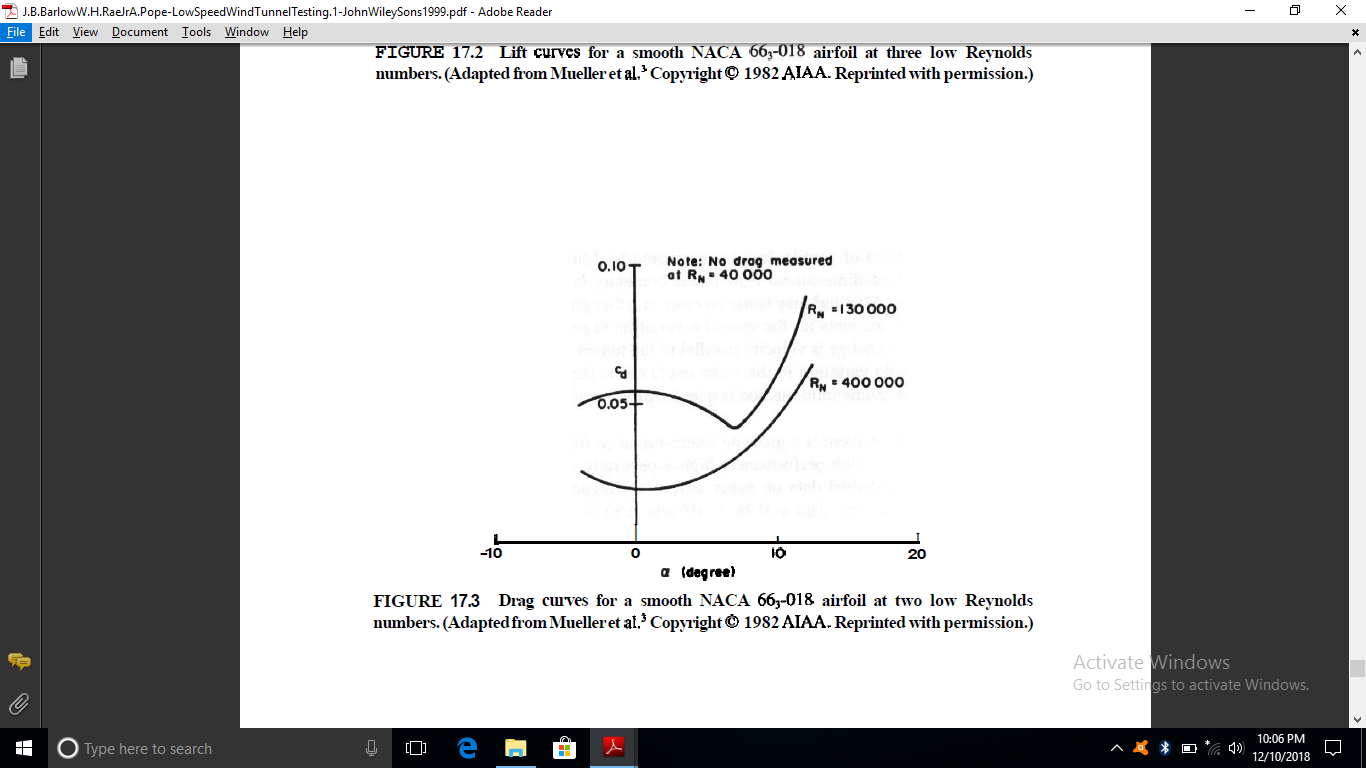 J.B.BarlowW.H.RaeJrA.Pope-LowSpeedWindTunnelTesting.1-JohnWileySons1999.pdf - Adobe Reader
File Edit View Document Tools Window Help
FIGURE 17.2 Lift curves for a smooth NACA 66₃-018 airfoil at three low Reynolds
numbers. (Adapted from Mueller et al.³ Copyright © 1982 AIAA. Reprinted with permission.)
Note: No drag measured
at R_N = 40 000
0.10
R_N = 130 000
c_d
R_N = 400 000
0.05
-10 0 10 20
α (degree)
FIGURE 17.3 Drag curves for a smooth NACA 66₃-018 airfoil at two low Reynolds
numbers. (Adapted from Mueller et al.³ Copyright © 1982 AIAA. Reprinted with permission.)
Activate Windows
Go to Settings to activate Windows.
Type here to search
10:06 PM
12/10/2018